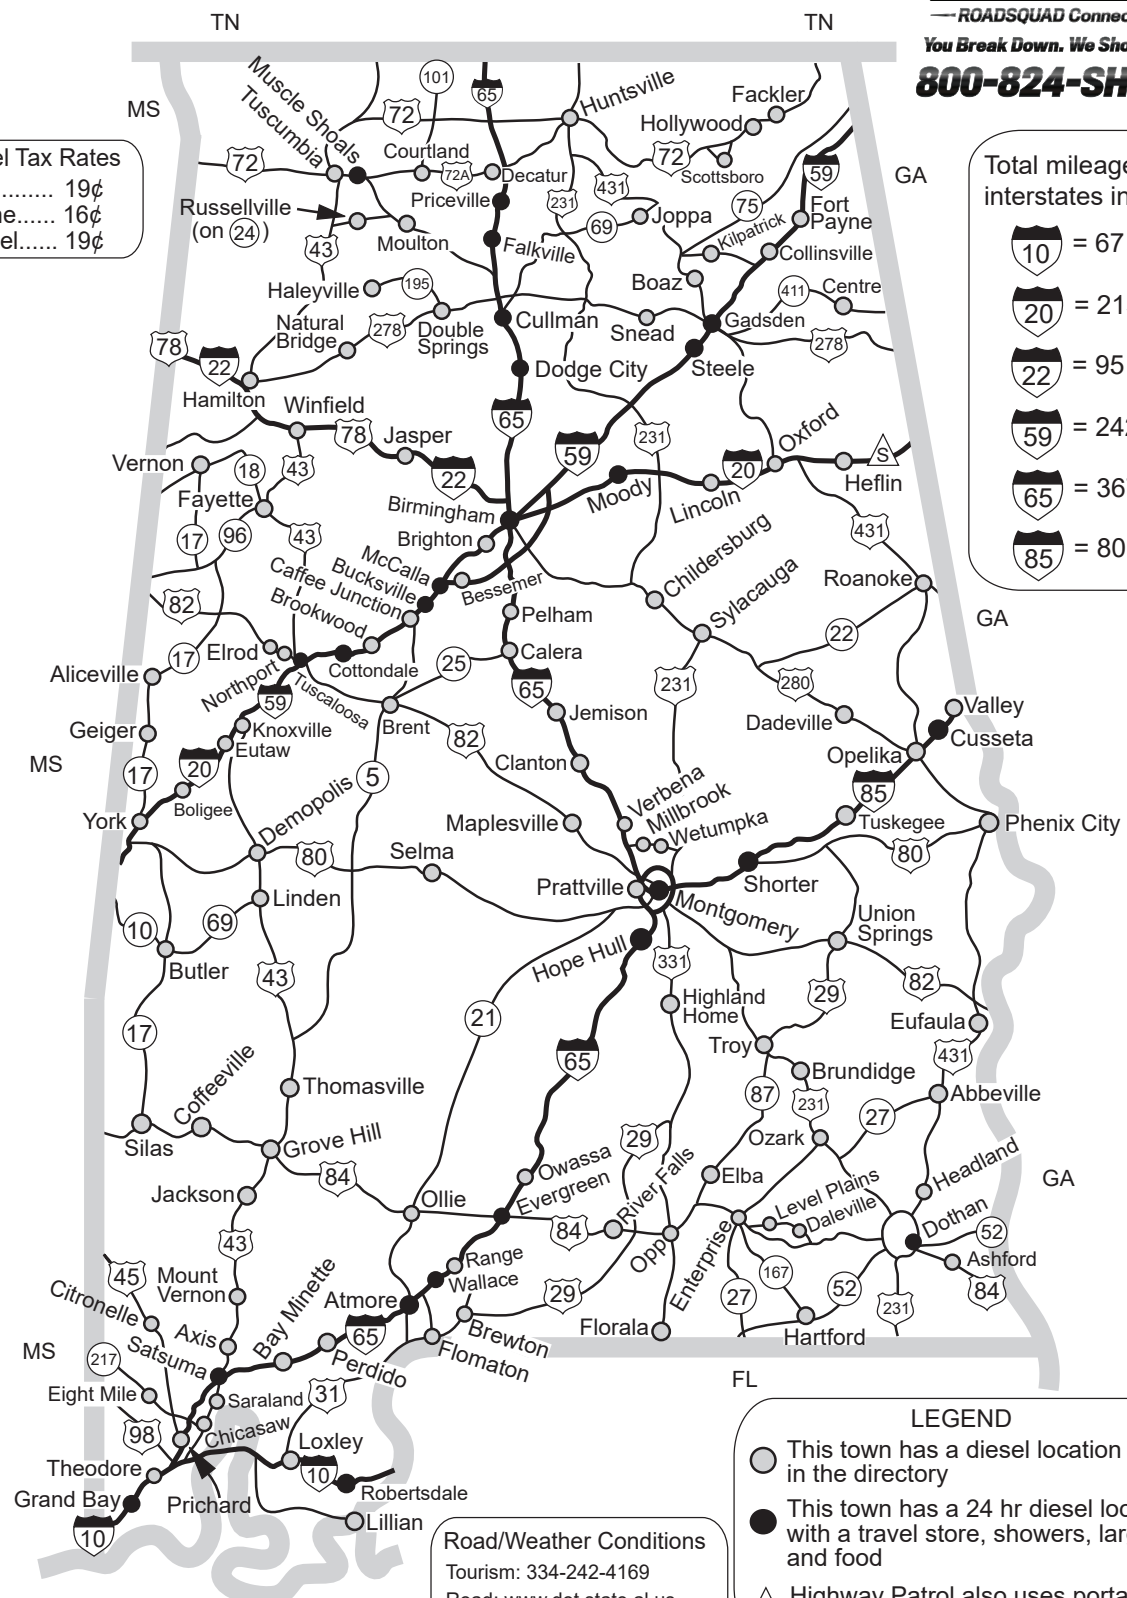 TN
TN
ROADSQUAD
You Break Down. We
800-824-SH
MS
Tax Rates
19¢
16¢
19¢
Total mileage
interstates
10 = 67
20 = 21
22 = 95
59 = 24
65 = 36
85 = 80
GA
Muscle Shoals
Tuscumbia
101
65
72
Huntsville
Fackler
Hollywood
72
Courtland
72A
Decatur
72
Scottsboro
59
Priceville
231
431
75
Fort
Payne
Russellville
(on 24)
Joppa
69
Kilpatrick
43
Moulton
Falkville
Collinsville
Haleyville
195
Boaz
411
Centre
Natural
Bridge
278
Double
Springs
Cullman
Snead
Gadsden
278
78
22
Dodge City
Steele
Hamilton
Winfield
78
Jasper
65
59
231
Oxford
Vernon
18
43
22
20
S
Heflin
Fayette
Moody
Lincoln
Birmingham
17
96
43
Brighton
431
McCalla
Bucksville
Caffee Junction
Brookwood
Bessemer
Childersburg
Sylacauga
Roanoke
82
Pelham
GA
22
Elrod
17
Cottondale
25
Calera
Aliceville
Northport
Tuscaloosa
65
231
280
59
Brent
Jemison
Valley
Geiger
Knoxville
82
Dadeville
Cusseta
MS
Eutaw
Opelika
17
20
5
Clanton
85
Boligee
Verbena
Millbrook
Wetumpka
York
Demopolis
Maplesville
Tuskegee
Phenix City
80
Selma
80
Prattville
Shorter
Linden
Montgomery
10
69
Union
Springs
Butler
Hope Hull
43
331
82
29
Highland
Home
17
21
Eufaula
Troy
65
431
Coffeeville
Thomasville
Brundidge
Abbeville
87
231
27
Silas
Grove Hill
29
Ozark
84
Owassa
River Falls
Elba
Headland
GA
Jackson
Ollie
Evergreen
Level Plains
Daleville
Dothan
43
84
Opp
Enterprise
52
45
Mount
Vernon
Range
Wallace
Ashford
Citronelle
Bay Minette
Atmore
29
27
167
52
84
231
Axis
65
Brewton
Florala
Hartford
MS
Satsuma
Flomaton
217
Perdido
FL
Eight Mile
Saraland
31
98
Chicasaw
Theodore
Loxley
10
Grand Bay
Prichard
Robertsdale
10
Lillian
LEGEND
This town has a diesel location
in the directory
This town has a 24 hr diesel
with a travel store, showers,
and food
Highway Patrol also uses
Road/Weather Conditions
Tourism: 334-242-4169